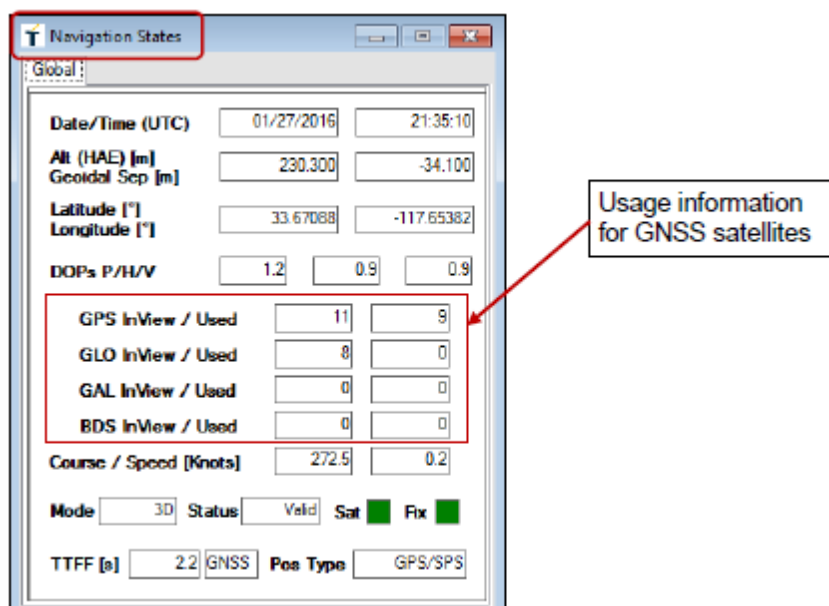 Navigation States
Global
Date/Time (UTC) 01/27/2016 21:35:10
Alt (HAE) [m]
Geoidal Sep [m] 230.300 -34.100
Latitude [°]
Longitude [°] 33.67088 -117.65382
DOPs P/H/V 1.2 0.9 0.9
GPS InView / Used 11 9
GLO InView / Used 8 0
GAL InView / Used 0 0
BDS InView / Used 0 0
Course / Speed [Knots] 272.5 0.2
Mode 3D Status Valid Sat Fix
TTFF [s] 2.2 GNSS Pos Type GPS/SPS
Usage information
for GNSS satellites